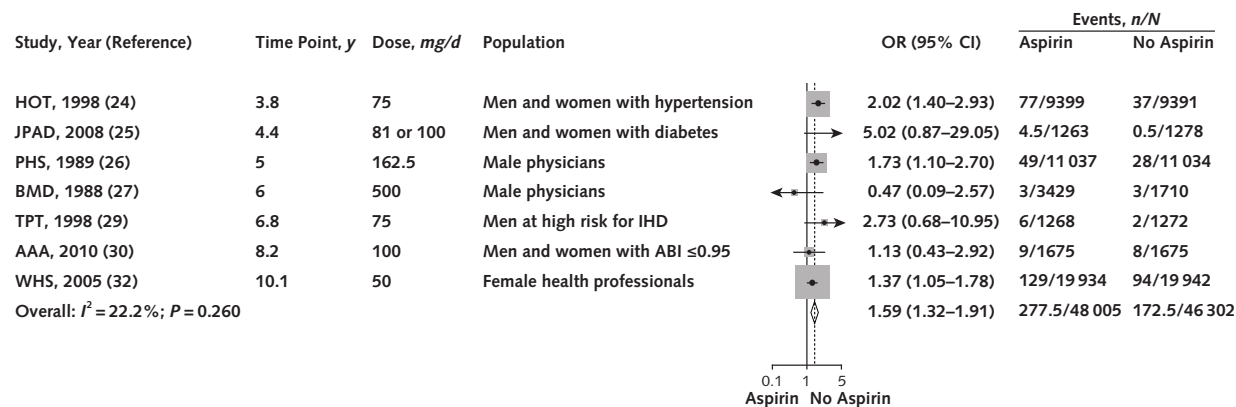 Events, n/N
Study, Year (Reference) Time Point, y Dose, mg/d Population OR (95% CI) Aspirin No Aspirin
HOT, 1998 (24) 3.8 75 Men and women with hypertension 2.02 (1.40–2.93) 77/9399 37/9391
JPAD, 2008 (25) 4.4 81 or 100 Men and women with diabetes 5.02 (0.87–29.05) 4.5/1263 0.5/1278
PHS, 1989 (26) 5 162.5 Male physicians 1.73 (1.10–2.70) 49/11 037 28/11 034
BMD, 1988 (27) 6 500 Male physicians 0.47 (0.09–2.57) 3/3429 3/1710
TPT, 1998 (29) 6.8 75 Men at high risk for IHD 2.73 (0.68–10.95) 6/1268 2/1272
AAA, 2010 (30) 8.2 100 Men and women with ABI ≤0.95 1.13 (0.43–2.92) 9/1675 8/1675
WHS, 2005 (32) 10.1 50 Female health professionals 1.37 (1.05–1.78) 129/19 934 94/19 942
Overall: I² = 22.2%; P = 0.260 1.59 (1.32–1.91) 277.5/48 005 172.5/46 302
0.1 1 5
Aspirin No Aspirin